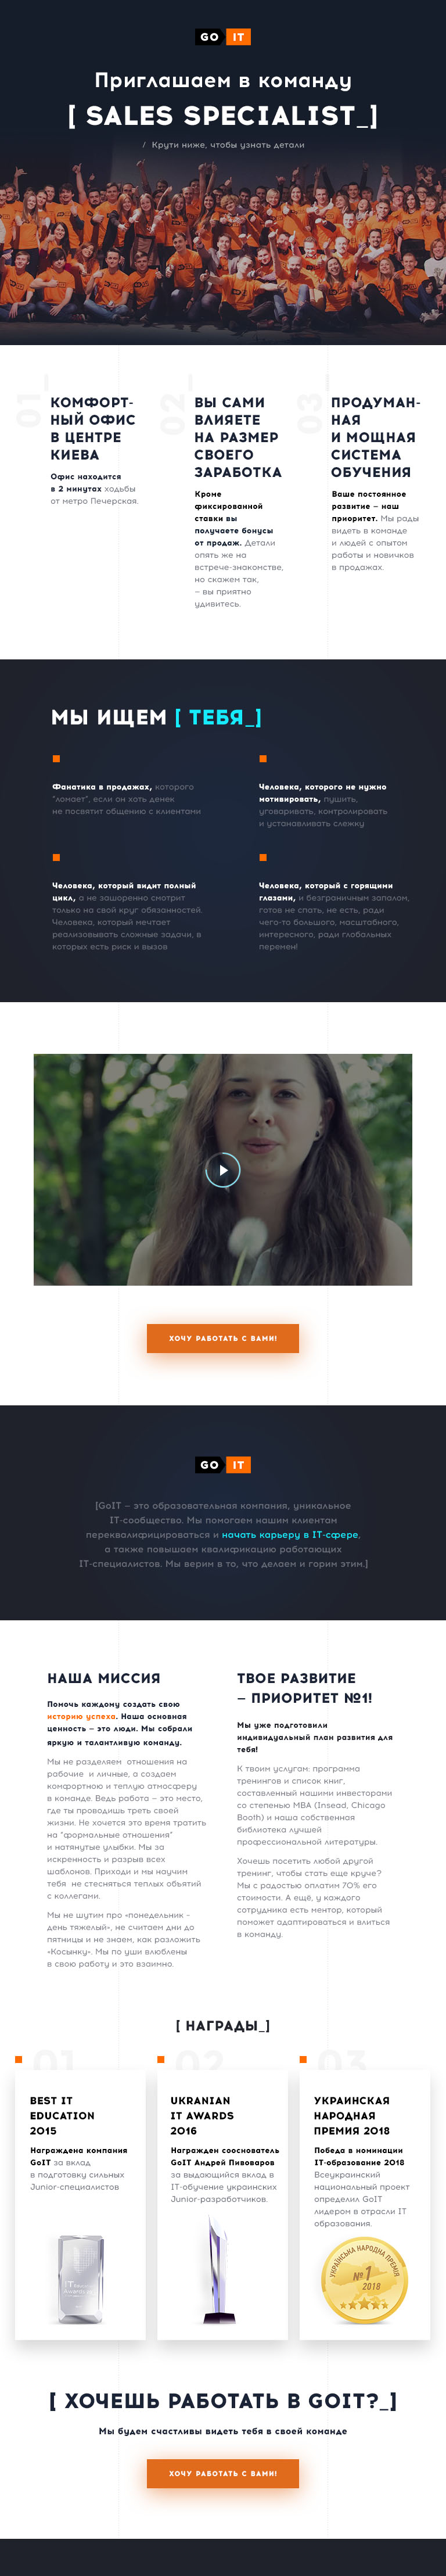 GO IT
Приглашаем в команду
[ SALES SPECIALIST_]
/ Крути ниже, чтобы узнать детали
01
КОМФОРТ-
НЫЙ ОФИС
В ЦЕНТРЕ
КИЕВА
Офис находится
в 2 минутах ходьбы
от метро Печерская.
02
ВЫ САМИ
ВЛИЯЕТЕ
НА РАЗМЕР
СВОЕГО
ЗАРАБОТКА
Кроме
фиксированной
ставки вы
получаете бонусы
от продаж. Детали
опять же на
встрече-знакомстве,
но скажем так,
— вы приятно
удивитесь.
03
ПРОДУМАН-
НАЯ
И МОЩНАЯ
СИСТЕМА
ОБУЧЕНИЯ
Ваше постоянное
развитие — наш
приоритет. Мы рады
видеть в команде
и людей с опытом
работы и новичков
в продажах.
МЫ ИЩЕМ [ ТЕБЯ_]
Фанатика в продажах, которого
"ломает", если он хоть денек
не посвятит общению с клиентами
Человека, которого не нужно
мотивировать, пушить,
уговаривать, контролировать
и устанавливать слежку
Человека, который видит полный
цикл, а не зашоренно смотрит
только на свой круг обязанностей.
Человека, который мечтает
реализовывать сложные задачи, в
которых есть риск и вызов
Человека, который с горящими
глазами, и безграничным запалом,
готов не спать, не есть, ради
чего-то большого, масштабного,
интересного, ради глобальных
перемен!
ХОЧУ РАБОТАТЬ С ВАМИ!
GO IT
[GoIT — это образовательная компания, уникальное
IT-сообщество. Мы помогаем нашим клиентам
переквалифицироваться и начать карьеру в IT-сфере,
а также повышаем квалификацию работающих
IT-специалистов. Мы верим в то, что делаем и горим этим.]
НАША МИССИЯ
Помочь каждому создать свою
историю успеха. Наша основная
ценность — это люди. Мы собрали
яркую и талантливую команду.
Мы не разделяем отношения на
рабочие и личные, а создаем
комфортную и теплую атмосферу
в команде. Ведь работа — это место,
где ты проводишь треть своей
жизни. Не хочется это время тратить
на "формальные отношения"
и натянутые улыбки. Мы за
искренность и разрыв всех
шаблонов. Приходи и мы научим
тебя не стесняться теплых объятий
с коллегами.
Мы не шутим про «понедельник -
день тяжелый», не считаем дни до
пятницы и не знаем, как разложить
«Косынку». Мы по уши влюблены
в свою работу и это взаимно.
ТВОЕ РАЗВИТИЕ
— ПРИОРИТЕТ №1!
Мы уже подготовили
индивидуальный план развития для
тебя!
К твоим услугам: программа
тренингов и список книг,
составленный нашими инвесторами
со степенью MBA (Insead, Chicago
Booth) и наша собственная
библиотека лучшей
профессиональной литературы.
Хочешь посетить любой другой
тренинг, чтобы стать еще круче?
Мы с радостью оплатим 70% его
стоимости. А ещё, у каждого
сотрудника есть ментор, который
поможет адаптироваться и влиться
в команду.
[ НАГРАДЫ_]
01
BEST IT
EDUCATION
2015
Награждена компания
GoIT за вклад
в подготовку сильных
Junior-специалистов
02
UKRANIAN
IT AWARDS
2016
Награжден сооснователь
GoIT Андрей Пивоваров
за выдающийся вклад в
IT-обучение украинских
Junior-разработчиков.
03
УКРАИНСКАЯ
НАРОДНАЯ
ПРЕМИЯ 2018
Победа в номинации
IT-образование 2018
Всеукраинский
национальный проект
определил GoIT
лидером в отрасли IT
образования.
УКРАЇНСЬКА НАРОДНА ПРЕМІЯ
№1
2018
[ ХОЧЕШЬ РАБОТАТЬ В GOIT?_]
Мы будем счастливы видеть тебя в своей команде
ХОЧУ РАБОТАТЬ С ВАМИ!